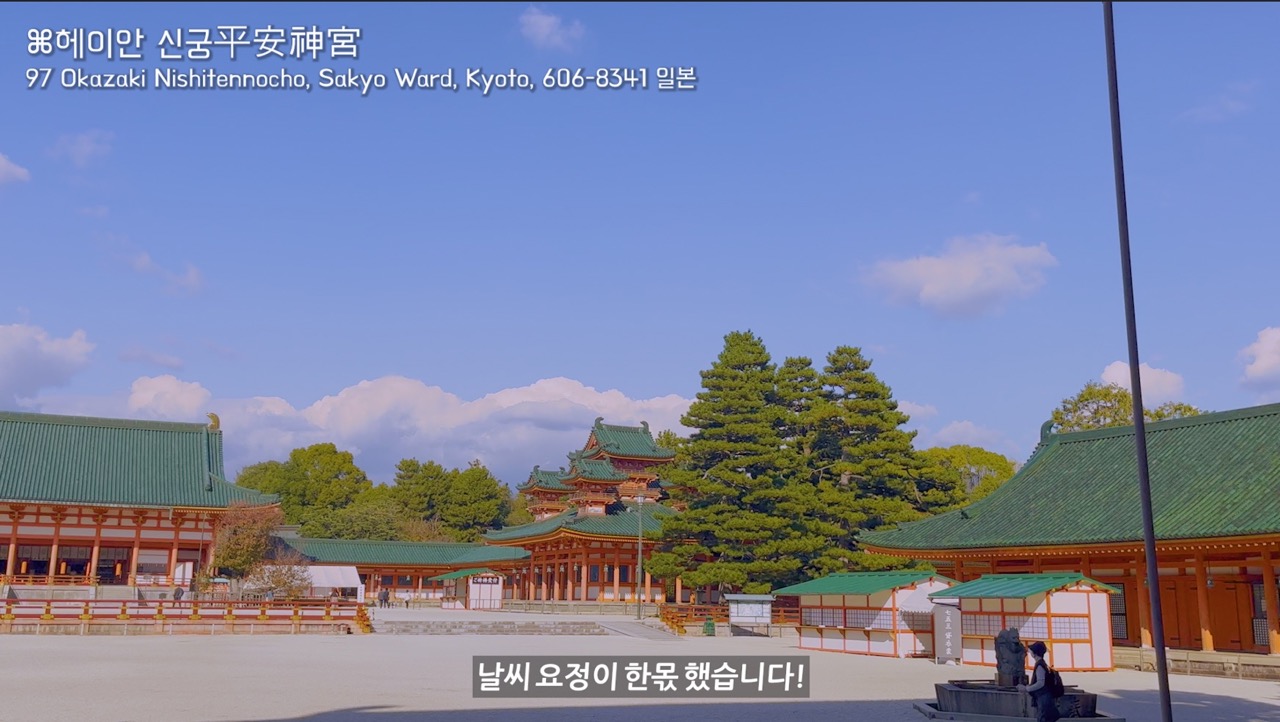 ⌘헤이안 신궁平安神宮
97 Okazaki Nishitennocho, Sakyo Ward, Kyoto, 606-8341 일본
날씨 요정이 한몫 했습니다!